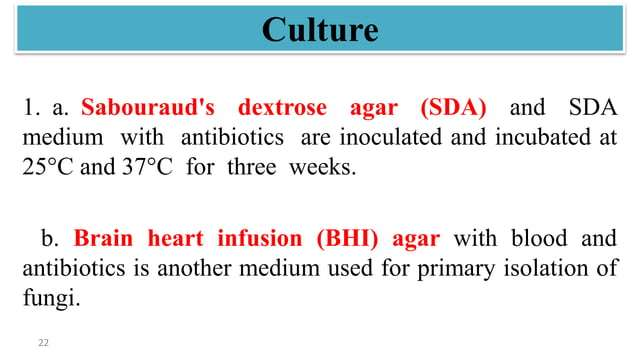 Culture
1. a. Sabouraud's dextrose agar (SDA) and SDA
medium with antibiotics are inoculated and incubated at
25°C and 37°C for three weeks.
b. Brain heart infusion (BHI) agar with blood and
antibiotics is another medium used for primary isolation of
fungi.
22